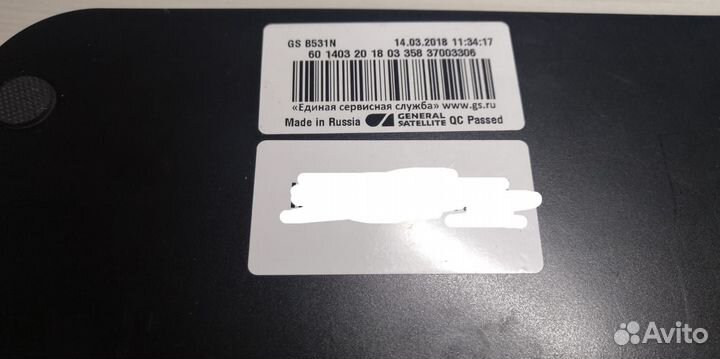 GS B531N 14.03.2018 11:34:17
60 1403 20 18 03 358 37003306
«Единая сервисная служба» www.gs.ru
Made in Russia GENERAL SATELLITE QC Passed
Avito